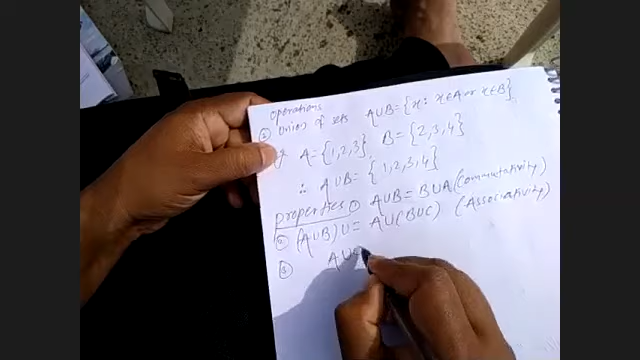 operations
① Union of sets A∪B={x: x∈A or x∈B}
A={1,2,3}, B={2,3,4}
∴ A∪B={1,2,3,4}
properties ① A∪B=B∪A (Commutativity)
② (A∪B)∪= A∪(B∪C) (Associativity)
③ A∪